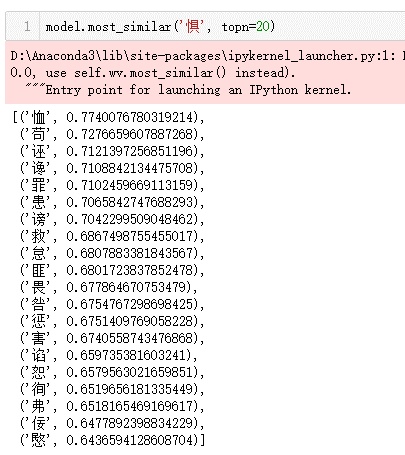 1 model.most_similar('惧', topn=20)
D:\Anaconda3\lib\site-packages\ipykernel_launcher.py:1:
0.0, use self.wv.most_similar() instead).
"""Entry point for launching an IPython kernel.
[('恤', 0.7740076780319214),
('苟', 0.7276659607887268),
('诬', 0.7121397256851196),
('谗', 0.7108842134475708),
('罪', 0.7102459669113159),
('患', 0.7065842747688293),
('谤', 0.7042299509048462),
('救', 0.6867498755455017),
('怠', 0.6807883381843567),
('匪', 0.6801723837852478),
('畏', 0.677864670753479),
('咎', 0.6754767298698425),
('惩', 0.6751409769058228),
('害', 0.6740558743476868),
('谄', 0.659735381603241),
('恕', 0.6579563021659851),
('徇', 0.6519656181335449),
('弗', 0.6518165469169617),
('佞', 0.6477892398834229),
('愍', 0.6436594128608704)]